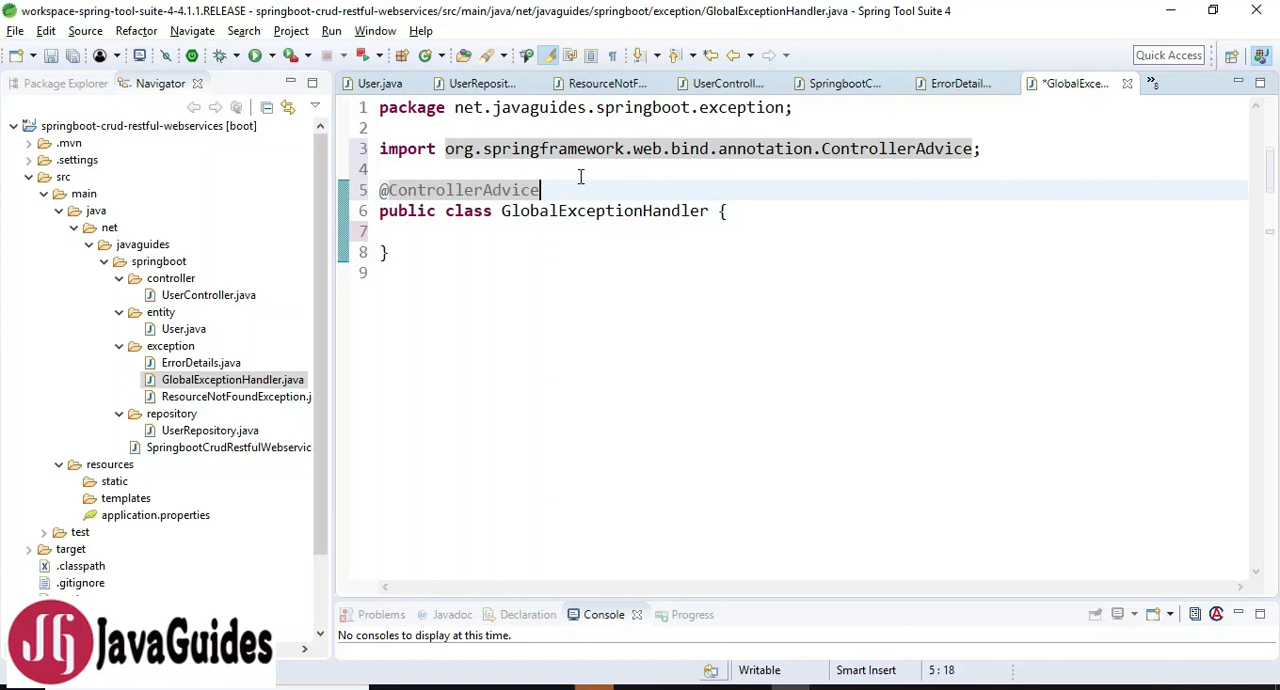 workspace-spring-tool-suite-4-4.1.1.RELEASE - springboot-crud-restful-webservices/src/main/java/net/javaguides/springboot/exception/GlobalExceptionHandler.java - Spring Tool Suite 4
File Edit Source Refactor Navigate Search Project Run Window Help
Quick Access
Package Explorer Navigator
User.java UserReposit... ResourceNotF... UserControll... SpringbootC... ErrorDetail... *GlobalExce... 8
springboot-crud-restful-webservices [boot]
.mvn
.settings
src
main
java
net
javaguides
springboot
controller
UserController.java
entity
User.java
exception
ErrorDetails.java
GlobalExceptionHandler.java
ResourceNotFoundException.j
repository
UserRepository.java
SpringbootCrudRestfulWebservic
resources
static
templates
application.properties
test
target
.classpath
.gitignore
1 package net.javaguides.springboot.exception;
2
3 import org.springframework.web.bind.annotation.ControllerAdvice;
4
5 @ControllerAdvice
6 public class GlobalExceptionHandler {
7
8 }
9
Problems @ Javadoc Declaration Console Progress
No consoles to display at this time.
Writable Smart Insert 5 : 18
JG JavaGuides